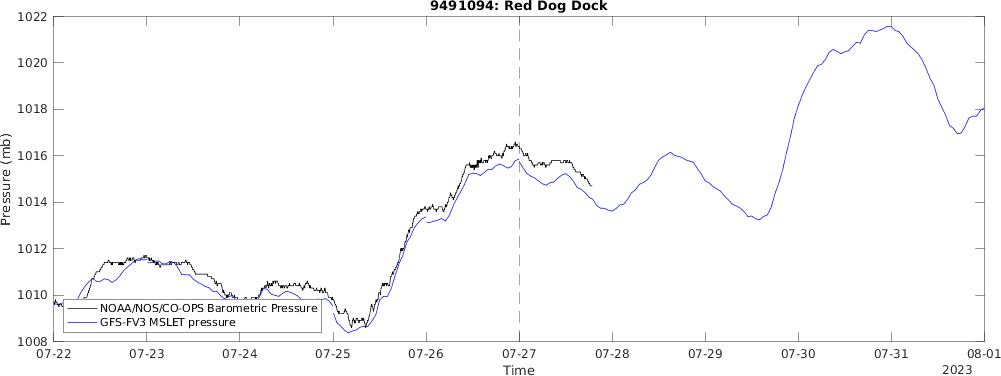 9491094: Red Dog Dock
Pressure (mb)
1022
1020
1018
1016
1014
1012
1010
1008
NOAA/NOS/CO-OPS Barometric Pressure
GFS-FV3 MSLET pressure
07-22 07-23 07-24 07-25 07-26 07-27 07-28 07-29 07-30 07-31 08-01
Time
2023